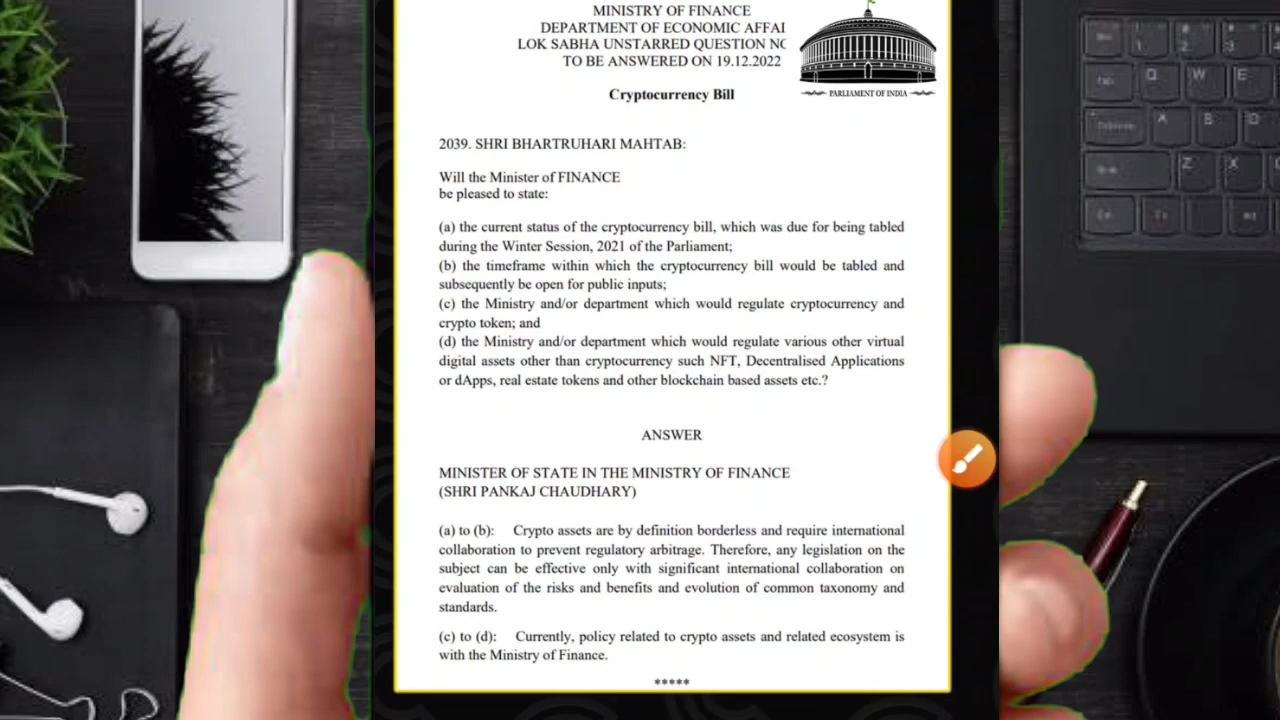 MINISTRY OF FINANCE
DEPARTMENT OF ECONOMIC
LOK SABHA UNSTARRED QUESTION
TO BE ANSWERED ON 19.12.2022
PARLIAMENT OF INDIA
Cryptocurrency Bill
2039. SHRI BHARTRUHARI MAHTAB:
Will the Minister of FINANCE
be pleased to state:
(a) the current status of the cryptocurrency bill, which was due for being tabled
during the Winter Session, 2021 of the Parliament;
(b) the timeframe within which the cryptocurrency bill would be tabled and
subsequently be open for public inputs;
(c) the Ministry and/or department which would regulate cryptocurrency and
crypto token; and
(d) the Ministry and/or department which would regulate various other virtual
digital assets other than cryptocurrency such NFT, Decentralised Applications
or dApps, real estate tokens and other blockchain based assets etc.?
ANSWER
MINISTER OF STATE IN THE MINISTRY OF FINANCE
(SHRI PANKAJ CHAUDHARY)
(a) to (b): Crypto assets are by definition borderless and require international
collaboration to prevent regulatory arbitrage. Therefore, any legislation on the
subject can be effective only with significant international collaboration on
evaluation of the risks and benefits and evolution of common taxonomy and
standards.
(c) to (d): Currently, policy related to crypto assets and related ecosystem is
with the Ministry of Finance.
*****
Q W E
A S D
Z X